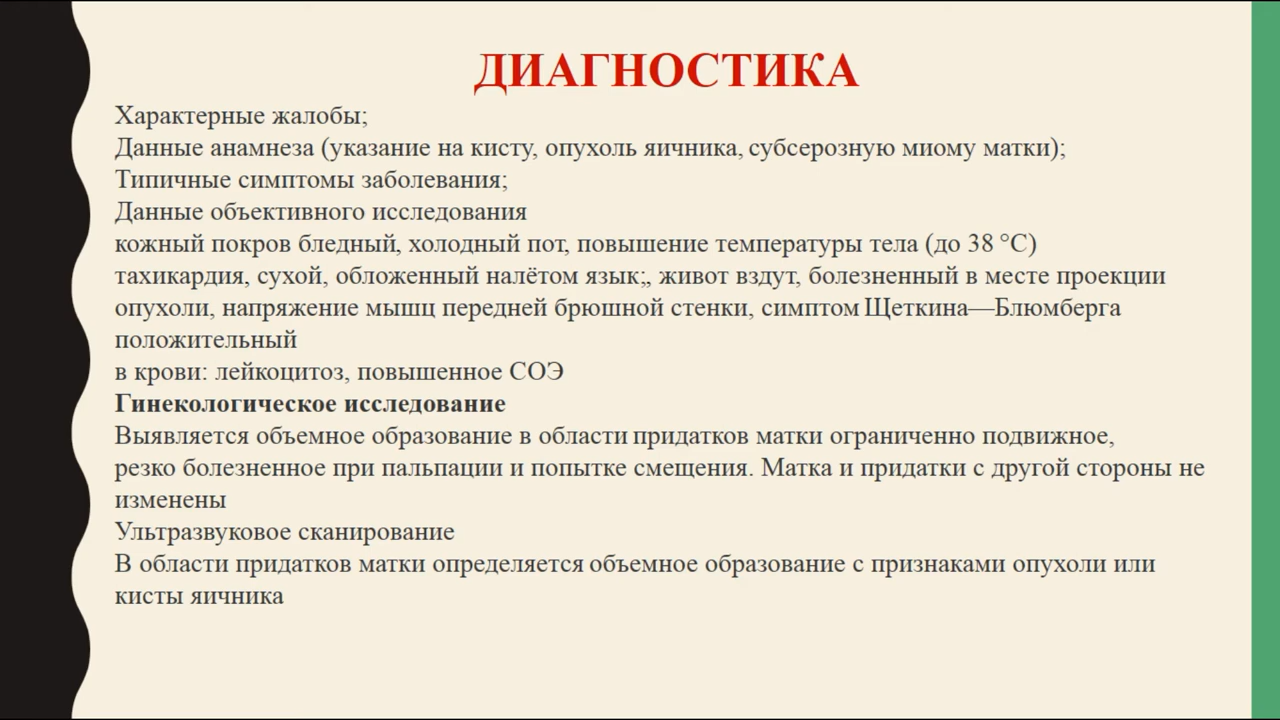 ДИАГНОСТИКА
Характерные жалобы;
Данные анамнеза (указание на кисту, опухоль яичника, субсерозную миому матки);
Типичные симптомы заболевания;
Данные объективного исследования
кожный покров бледный, холодный пот, повышение температуры тела (до 38 °С)
тахикардия, сухой, обложенный налётом язык;, живот вздут, болезненный в месте проекции
опухоли, напряжение мышц передней брюшной стенки, симптом Щеткина—Блюмберга
положительный
в крови: лейкоцитоз, повышенное СОЭ
Гинекологическое исследование
Выявляется объемное образование в области придатков матки ограниченно подвижное,
резко болезненное при пальпации и попытке смещения. Матка и придатки с другой стороны не
изменены
Ультразвуковое сканирование
В области придатков матки определяется объемное образование с признаками опухоли или
кисты яичника